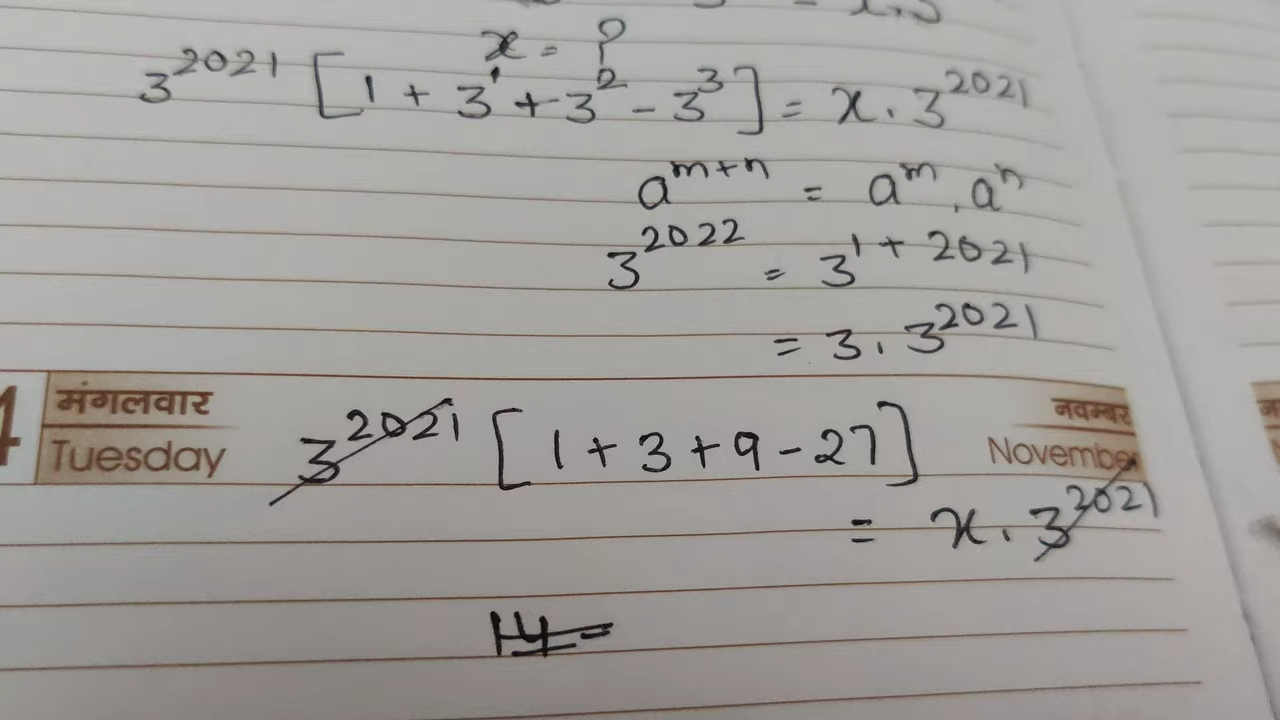 x = ?
3^2021 [1 + 3^1 + 3^2 - 3^3] = x . 3^2021
a^m+n = a^m . a^n
3^2022 = 3^1 + 2021
= 3 . 3^2021
मंगलवार
Tuesday
नवम्बर
November
3^2021 [1 + 3 + 9 - 27]
= x . 3^2021